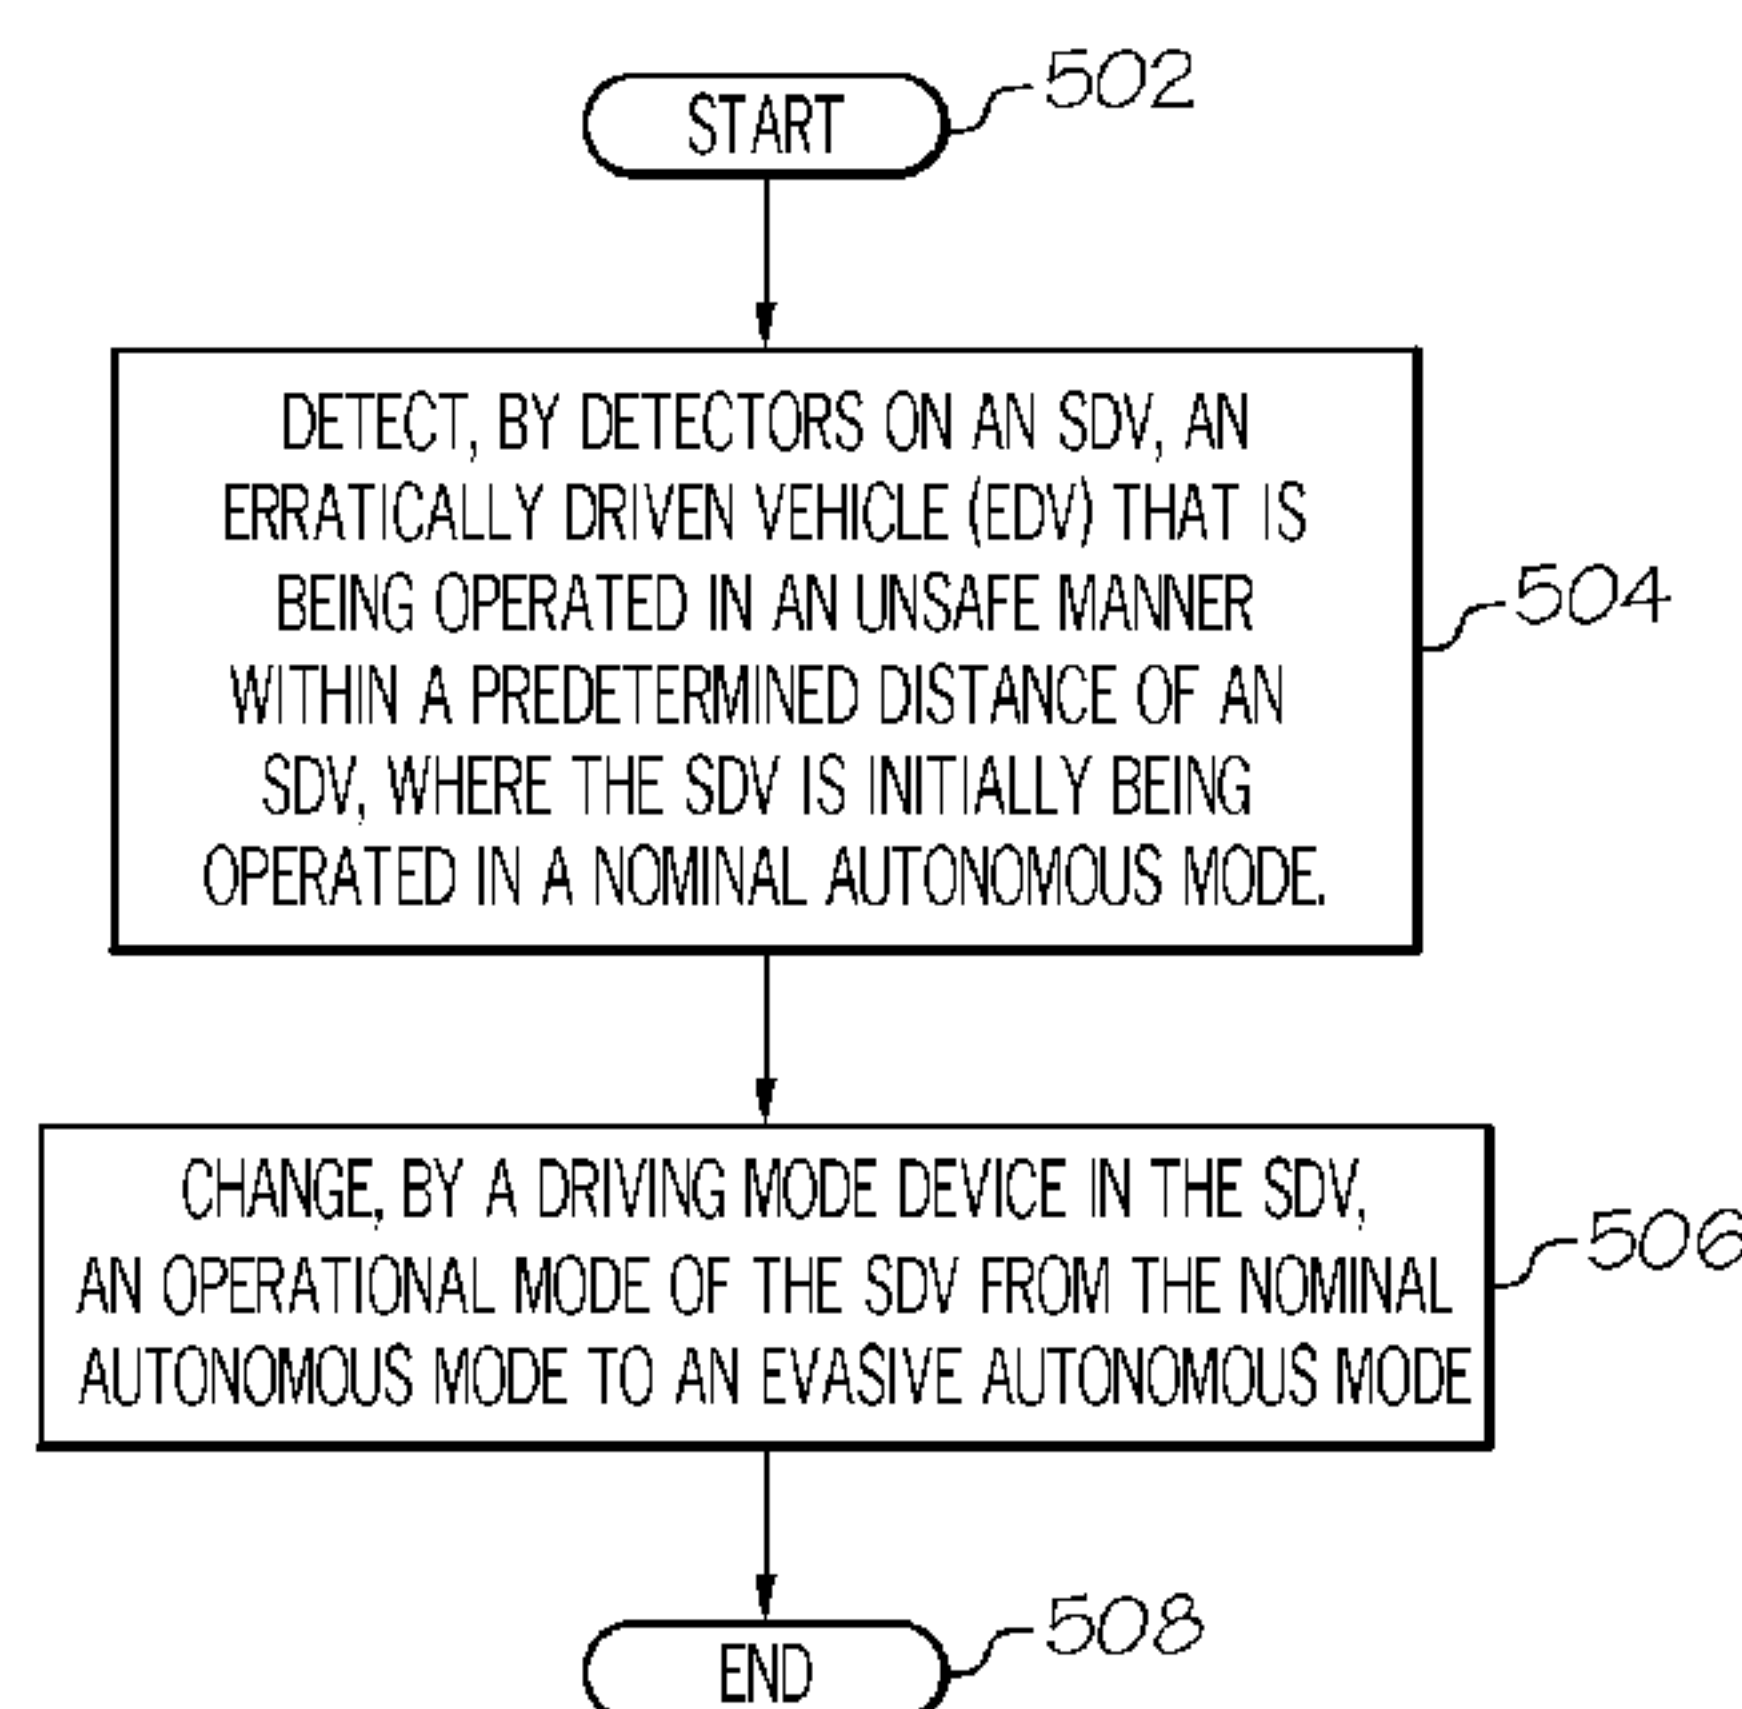 START
502
DETECT, BY DETECTORS ON AN SDV, AN
ERRATICALLY DRIVEN VEHICLE (EDV) THAT IS
BEING OPERATED IN AN UNSAFE MANNER
WITHIN A PREDETERMINED DISTANCE OF AN
SDV, WHERE THE SDV IS INITIALLY BEING
OPERATED IN A NOMINAL AUTONOMOUS MODE.
504
CHANGE, BY A DRIVING MODE DEVICE IN THE SDV,
AN OPERATIONAL MODE OF THE SDV FROM THE NOMINAL
AUTONOMOUS MODE TO AN EVASIVE AUTONOMOUS MODE
506
END
508